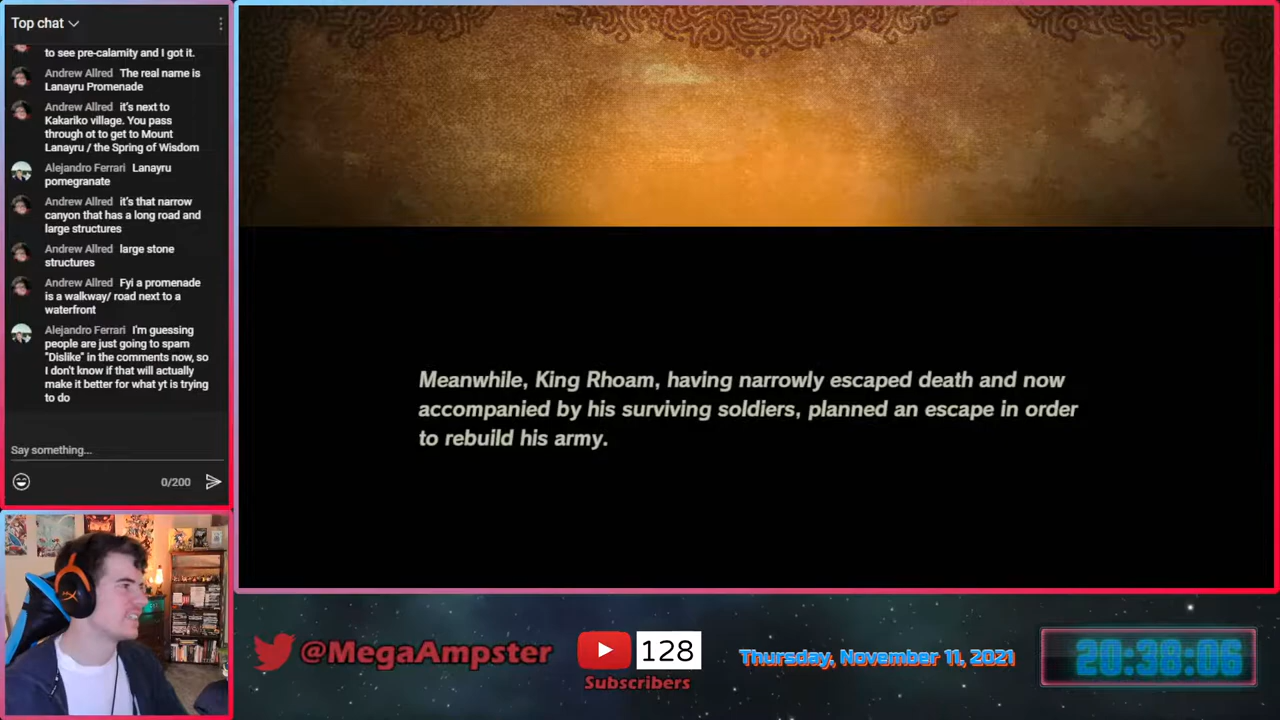 Top chat
to see pre-calamity and I got it.
Andrew Allred The real name is
Lanayru Promenade
Andrew Allred it's next to
Kakariko village. You pass
through ot to get to Mount
Lanayru / the Spring of Wisdom
Alejandro Ferrari Lanayru
pomegranate
Andrew Allred it's that narrow
canyon that has a long road and
large structures
Andrew Allred large stone
structures
Andrew Allred Fyi a promenade
is a walkway/ road next to a
waterfront
Alejandro Ferrari I'm guessing
people are just going to spam
"Dislike" in the comments now, so
I don't know if that will actually
make it better for what yt is trying
to do
Say something...
0/200
Meanwhile, King Rhoam, having narrowly escaped death and now
accompanied by his surviving soldiers, planned an escape in order
to rebuild his army.
@MegaAmpster
128
Subscribers
Thursday, November 11, 2021
20:38:06